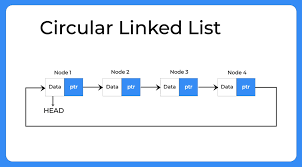 Circular Linked List
Node 1 Node 2 Node 3 Node 4
Data ptr Data ptr Data ptr Data ptr
HEAD